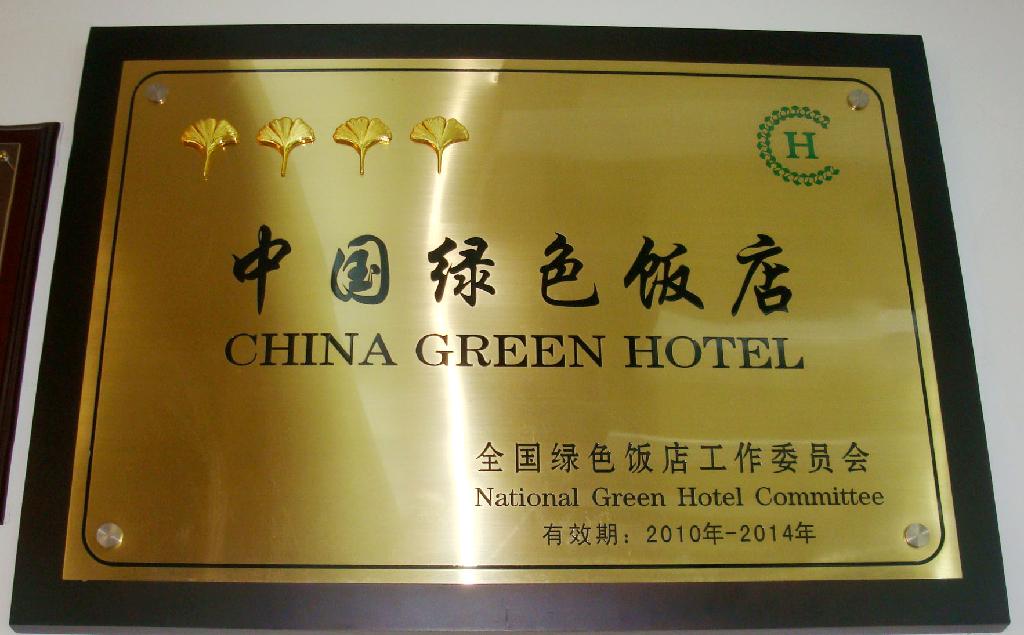 H
中国绿色饭店
CHINA GREEN HOTEL
全国绿色饭店工作委员会
National Green Hotel Committee
有效期：2010年-2014年